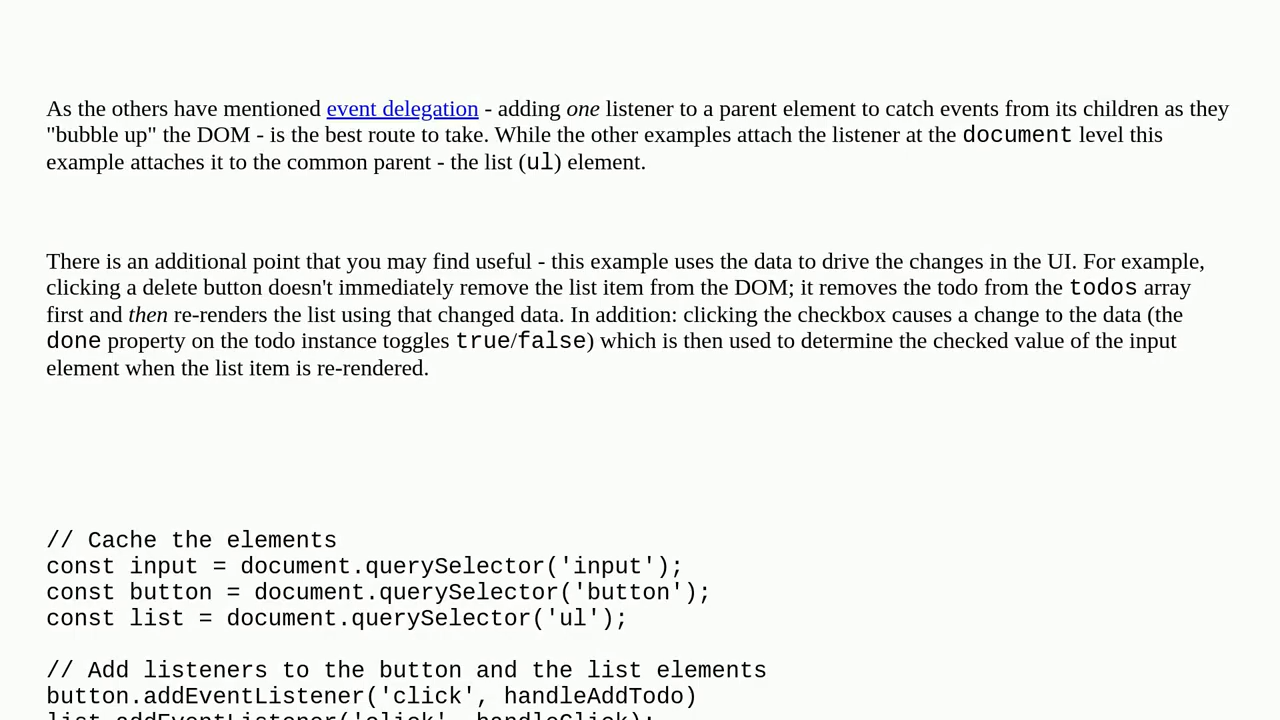 As the others have mentioned event delegation - adding one listener to a parent element to catch events from its children as they
"bubble up" the DOM - is the best route to take. While the other examples attach the listener at the document level this
example attaches it to the common parent - the list (ul) element.
There is an additional point that you may find useful - this example uses the data to drive the changes in the UI. For example,
clicking a delete button doesn't immediately remove the list item from the DOM; it removes the todo from the todos array
first and then re-renders the list using that changed data. In addition: clicking the checkbox causes a change to the data (the
done property on the todo instance toggles true/false) which is then used to determine the checked value of the input
element when the list item is re-rendered.
// Cache the elements
const input = document.querySelector('input');
const button = document.querySelector('button');
const list = document.querySelector('ul');
// Add listeners to the button and the list elements
button.addEventListener('click', handleAddTodo)
list.addEventListener('click', handleClick);